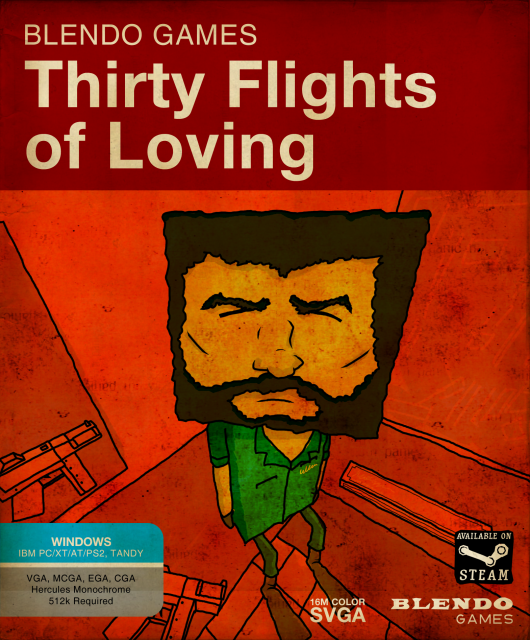 BLENDO GAMES
Thirty Flights
of Loving
WINDOWS
IBM PC/XT/AT/PS2, TANDY
VGA, MCGA, EGA, CGA
Hercules Monochrome
512k Required
16M COLOR
SVGA
BLENDO
GAMES
AVAILABLE ON
STEAM